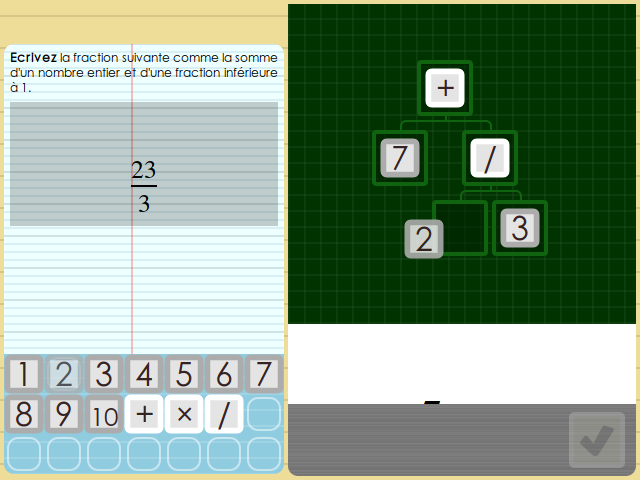 Ecrivez la fraction suivante comme la somme
d'un nombre entier et d'une fraction inférieure
à 1.
23
3
+
7 /
2 3
1 2 3 4 5 6 7
8 9 10 + × /